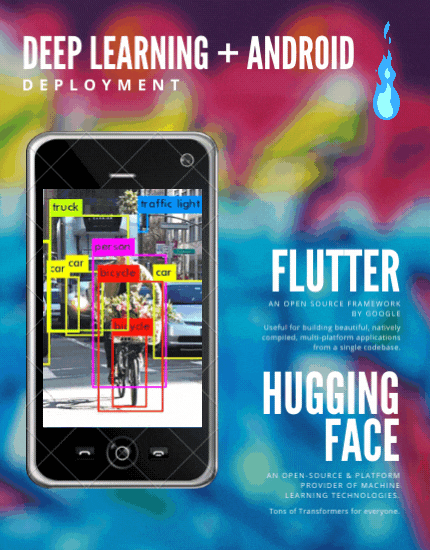 DEEP LEARNING + ANDROID
DEPLOYMENT
truck
traffic light
person
car
car
bicycle
car
bicycle
FLUTTER
AN OPEN SOURCE FRAMEWORK
BY GOOGLE
Useful for building beautiful, natively
compiled, multi-platform applications
from a single codebase.
HUGGING
FACE
AN OPEN-SOURCE & PLATFORM
PROVIDER OF MACHINE
LEARNING TECHNOLOGIES.
Tons of Transformers for everyone.